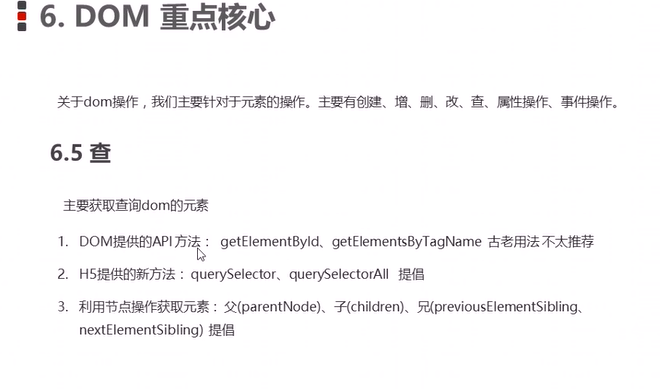 6. DOM 重点核心
关于dom操作，我们主要针对于元素的操作。主要有创建、增、删、改、查、属性操作、事件操作。
6.5 查
主要获取查询dom的元素
1. DOM提供的API 方法： getElementById、getElementsByTagName 古老用法 不太推荐
2. H5提供的新方法： querySelector、querySelectorAll 提倡
3. 利用节点操作获取元素： 父(parentNode)、子(children)、兄(previousElementSibling、
nextElementSibling) 提倡